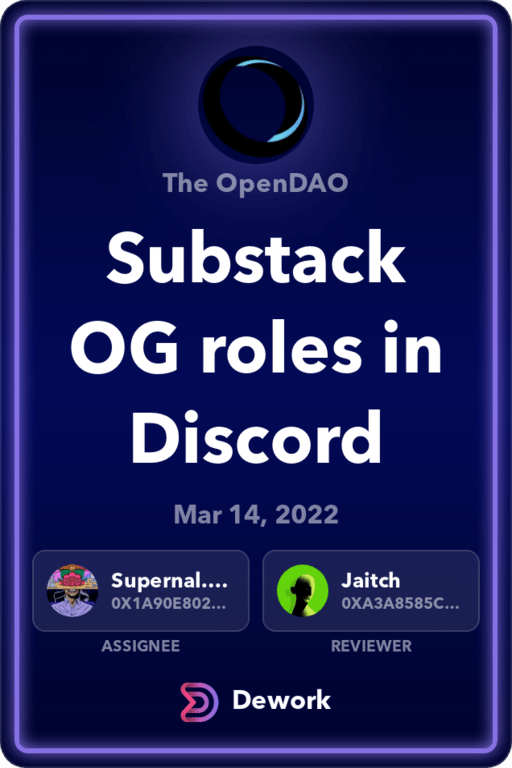 The OpenDAO
Substack
OG roles in
Discord
Mar 14, 2022
Supernal....
0X1A90E802...
Jaitch
0XA3A8585C...
ASSIGNEE
REVIEWER
Dework